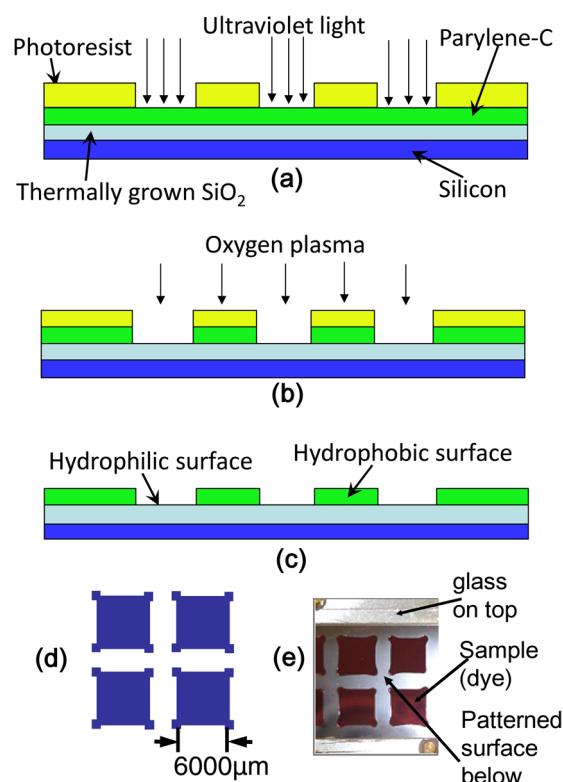 Ultraviolet light
Photoresist
Parylene-C
Thermally grown SiO₂
Silicon
(a)
Oxygen plasma
(b)
Hydrophilic surface
Hydrophobic surface
(c)
(d)
6000μm
(e)
glass
on top
Sample
(dye)
Patterned
surface
below